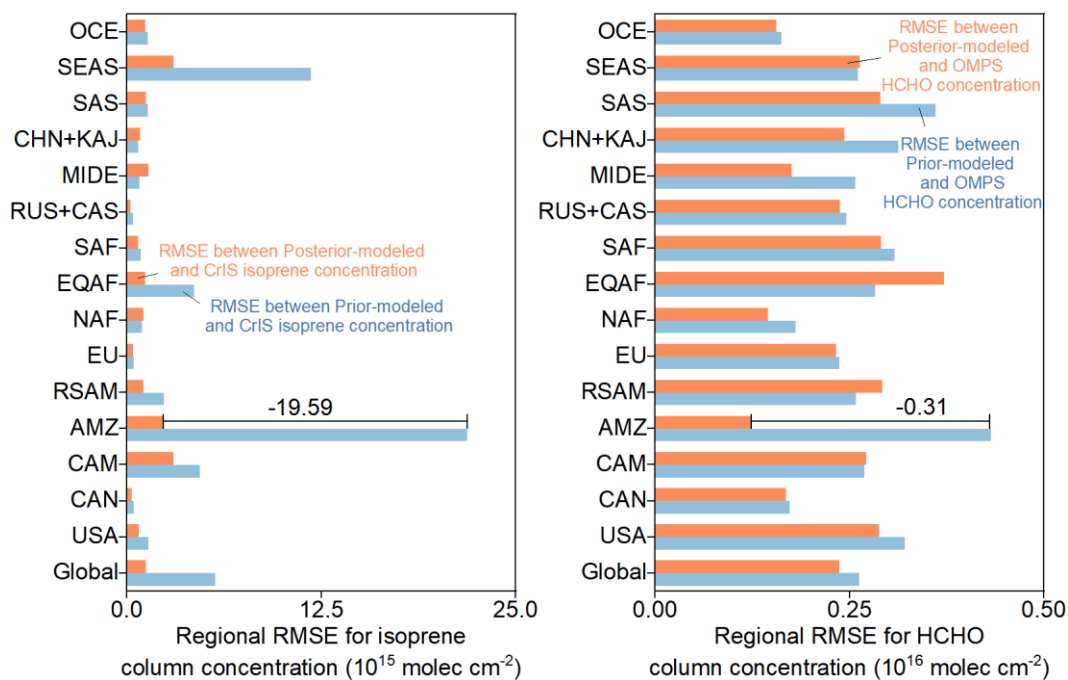 OCE
SEAS
SAS
CHN+KAJ
MIDE
RUS+CAS
SAF
EQAF
NAF
EU
RSAM
AMZ
CAM
CAN
USA
Global
RMSE between Posterior-modeled
and CrIS isoprene concentration
RMSE between Prior-modeled
and CrIS isoprene concentration
-19.59
0.0
12.5
25.0
Regional RMSE for isoprene
column concentration (10¹⁵ molec cm⁻²)
OCE
SEAS
SAS
CHN+KAJ
MIDE
RUS+CAS
SAF
EQAF
NAF
EU
RSAM
AMZ
CAM
CAN
USA
Global
RMSE between
Posterior-modeled
and OMPS
HCHO concentration
RMSE between
Prior-modeled
and OMPS
HCHO concentration
-0.31
0.00
0.25
0.50
Regional RMSE for HCHO
column concentration (10¹⁶ molec cm⁻²)